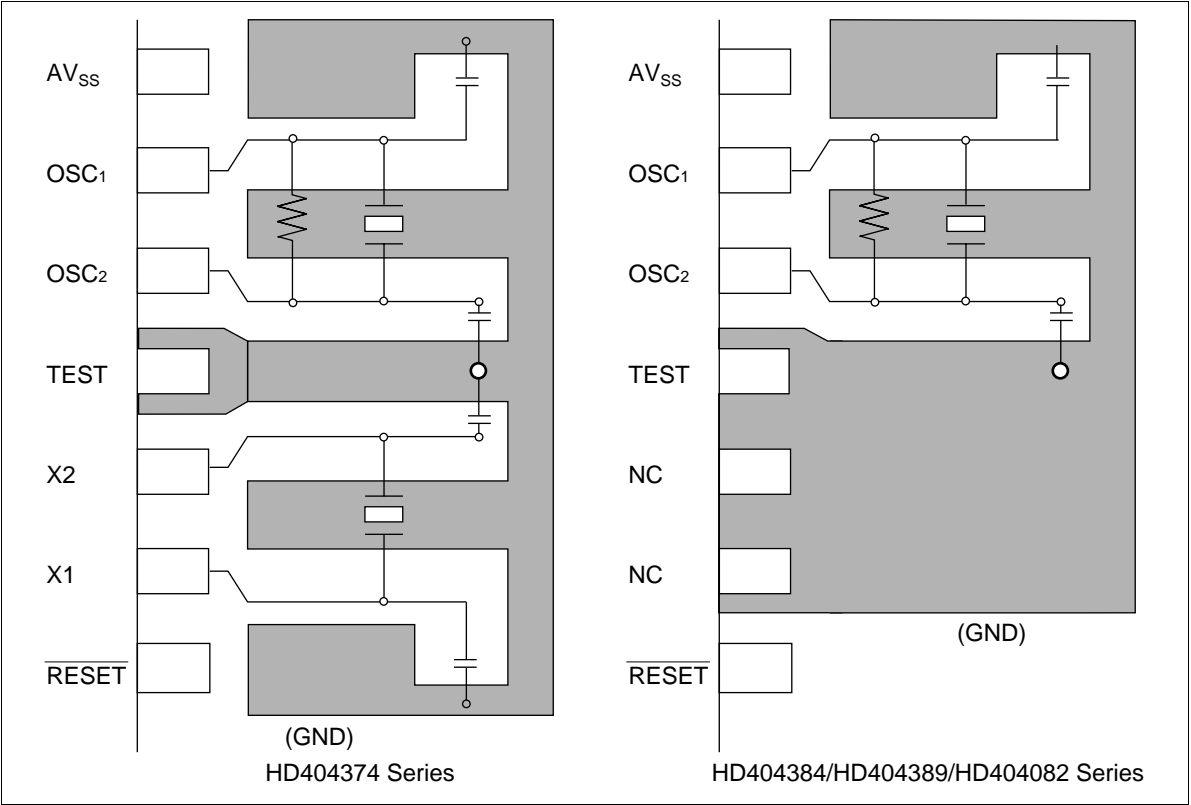 AVSS
OSC1
OSC2
TEST
X2
X1
RESET
(GND)
HD404374 Series
AVSS
OSC1
OSC2
TEST
NC
NC
(GND)
RESET
HD404384/HD404389/HD404082 Series